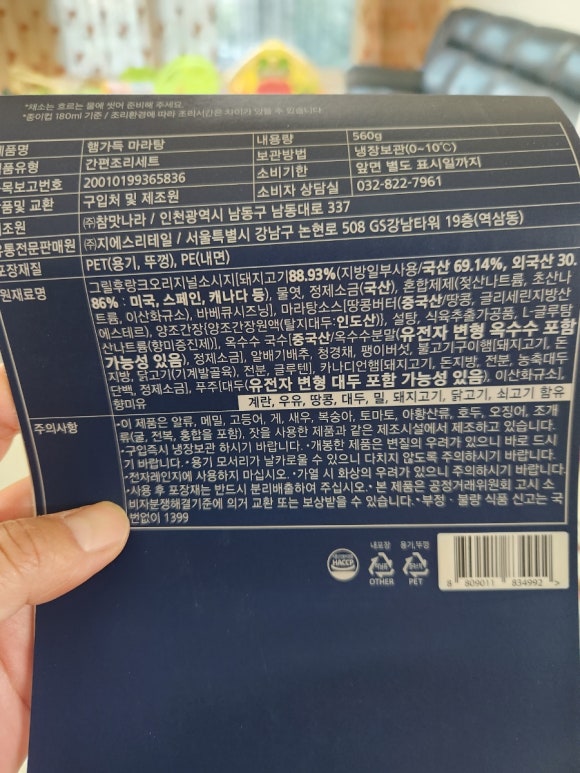 *채소는 흐르는 물에 씻어 준비해 주세요.
*종이컵 180ml 기준 / 조리환경에 따라 조리시간은 차이가 있을 수 있습니다.
제품명 햄가득 마라탕 내용량 560g
식품유형 간편조리세트 보관방법 냉장보관(0~10℃)
품목보고번호 20010199365836 소비기한 앞면 별도 표시일까지
반품및 교환 구입처 및 제조원 소비자 상담실 032-822-7961
제조원 ㈜참맛나라 / 인천광역시 남동구 남동대로 337
유통전문판매원 ㈜지에스리테일 / 서울특별시 강남구 논현로 508 GS강남타워 19층(역삼동)
포장재질 PET(용기, 뚜껑), PE(내면)
원재료명 그릴후랑크오리지널소시지[돼지고기88.93%(지방일부사용/국산 69.14%, 외국산 30.
86% : 미국, 스페인, 캐나다 등), 물엿, 정제소금(국산), 혼합제제(젖산나트륨, 초산나
트륨, 이산화규소), 바베큐시즈닝], 마라탕소스[땅콩버터(중국산/땅콩, 글리세린지방산
에스테르), 양조간장{양조간장원액(탈지대두:인도산)}, 설탕, 식육추출가공품, L-글루탐
산나트륨(향미증진제)], 옥수수 국수[중국산/옥수수분말(유전자 변형 옥수수 포함
가능성 있음), 정제소금], 알배기배추, 청경채, 팽이버섯, 불고기구이햄[돼지고기, 돈
지방, 닭고기(기계발골육), 전분, 글루텐], 카나디언햄[돼지고기, 돈지방, 전분, 농축대두
단백, 정제소금], 푸주[대두(유전자 변형 대두 포함 가능성 있음), 이산화규소],
향미유
계란, 우유, 땅콩, 대두, 밀, 돼지고기, 닭고기, 쇠고기 함유
주의사항 ·이 제품은 알류, 메밀, 고등어, 게, 새우, 복숭아, 토마토, 아황산류, 호두, 오징어, 조개
류(굴, 전복, 홍합을 포함), 잣을 사용한 제품과 같은 제조시설에서 제조하고 있습니다.
·구입즉시 냉장보관 하시기 바랍니다. ·개봉한 제품은 변질의 우려가 있으니 바로 드시
기 바랍니다. ·용기 모서리가 날카로울 수 있으니 다치지 않도록 주의하시기 바랍니다.
·전자레인지에 사용하지 마십시오. ·가열 시 화상의 우려가 있으니 주의하시기 바랍니다.
·사용 후 포장재는 반드시 분리배출하여 주십시오. ·본 제품은 공정거래위원회 고시 소
비자분쟁해결기준에 의거 교환 또는 보상받을 수 있습니다. ·부정·불량 식품 신고는 국
번없이 1399
HACCP
내포장 용기,뚜껑
OTHER PET
8 809011 834992 >